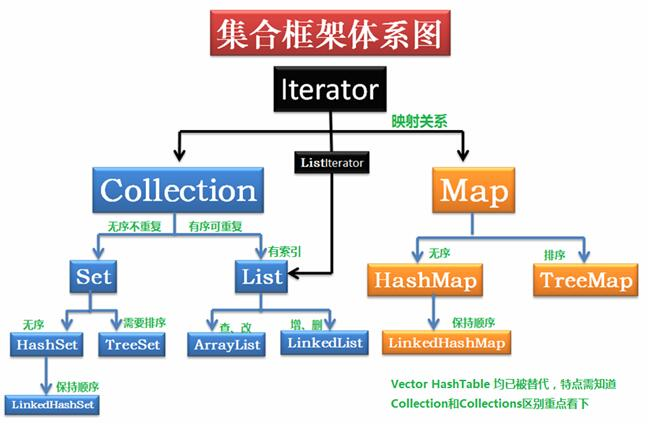 集合框架体系图
Iterator
映射关系
ListIterator
Collection
Map
无序不重复
有序可重复
有索引
无序
排序
Set
List
HashMap
TreeMap
无序
需要排序
查、改
增、删
保持顺序
HashSet
TreeSet
ArrayList
LinkedList
LinkedHashMap
保持顺序
LinkedHashSet
Vector HashTable 均已被替代，特点需知道
Collection和Collections区别重点看下